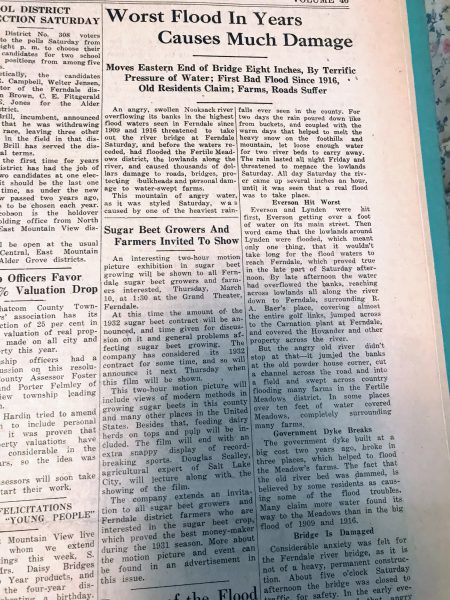 VOLUME 46
OL DISTRICT
ECTION SATURDAY
District No. 308 voters
to the polls Saturday from
eight p. m. to choose their
candidates for two school
positions from among five
s.
etically, the candidates
R. Campbell, Welter Jensen,
ctor of the Ferndale dis-
on Brown, C. E. Fitzgerald
S. Jones for the Alder
t.
Brill, incumbent, announced
that he was withdrawing
race, leaving three other
in the field in that dis-
Brill has served the dis-
al terms.
the first time for years
district has had the job of
two candidates at one elec-
it should be the last one
time, as under the new
w passed two years ago,
to be chosen each year.
cobson is the holdover
olding office from North
East Mountain View dis-
ll be open at the usual
Central, East Mountain
Alder Grove districts.
p Officers Favor
% Valuation Drop
hatcom County Town-
ers' association has its
ction of 25 per cent in
valuation of real prop-
made on all city and
erty this year.
nship officers had a
cussion on this resolu-
County Assessor Foster
and Porter Felmley of
view township leading
n.
Hardin tried to amend
n to include personal
it was proven that
perty valuations have
considerable in the
ars, so the idea was
ssessors will soon take
tart their work.
FELICITATIONS
"YOUNG PEOPLE"
Mountain View live
whom we extend
ings this week. S.
Mrs. Daisy Bridges
Year products, and
the four-year dis-
brating a birthday.
Worst Flood In Years
Causes Much Damage
Moves Eastern End of Bridge Eight Inches, By Terrific
Pressure of Water; First Bad Flood Since 1916,
Old Residents Claim; Farms, Roads Suffer
An angry, swollen Nooksack river
overflowing its banks in the highest
flood waters seen in Ferndale since
1909 and 1916 threatened to take
out the river bridge at Ferndale
Saturday, and before the waters re-
ceded, had flooded the Fertile Mea-
dows district, the lowlands along the
river, and caused thousands of dol-
lars damage to roads, bridges, pro-
tecting bulkheads and personal dam-
age to water-swept farms.
This mountain of angry water,
as it was styled Saturday, was
caused by one of the heaviest rain-
Sugar Beet Growers And
Farmers Invited To Show
An interesting two-hour motion
picture exhibition in sugar beet
growing will be shown to all Fern-
dale sugar beet growers and farm-
ers interested, Thursday, March
10, at 1:30 at the Grand Theater,
Ferndale.
At this time the amount of the
1932 sugar beet contract will be an-
nounced, and time given for discus-
sion on it and general problems af-
fecting sugar beet growing. The
company has considered its 1932
contract for some time, and so will
announce it next Thursday when
this film will be shown.
This two-hour motion picture will
include views of modern methods in
growing sugar beets in this county
and many other places in the United
States. Besides that, feeding dairy
herds on tops and pulp will be in-
cluded. The film will end with an
extra snappy display of record-
breaking sports. Douglas Scalley,
agricultural expert of Salt Lake
City, will lecture along with the
showing of the film.
The company extends an invita-
tion to all sugar beet growers and
Ferndale district farmers who are
interested in the sugar beet crop,
which proved the best money-maker
during the 1931 season. More about
the motion picture and event can
be found in an advertisement in
this issue.
of the Flood
falls ever seen in the county. For
two days the rain poured down like
from buckets, and coupled with the
warm days that helped to melt the
heavy snow on the foothills and
mountain, let loose enough water
for two river beds to carry away.
The rain lasted all night Friday and
threatened to menace the lowlands
Saturday. All day Saturday the riv-
er came up several inches an hour,
until it was seen that a real flood
was to take place.
Everson Hit Worst
Everson and Lynden were hit
first, Everson getting over a foot
of water on its main street. Then
word came that the lowlands around
Lynden were flooded, which meant
only one thing, that it wouldn't
take long for the flood waters to
reach Ferndale, which proved true
in the late part of Saturday after-
noon. By late afternoon the water
had overflowed the banks, reaching
across lowlands all along the river
down to Ferndale, surrounding R.
A. Baer's place, covering almost
the entire golf links, jumped across
to the Carnation plant at Ferndale,
and covered the Hovander and other
property across the river.
But the angry old river didn't
stop at that—it jumped the banks
at the old powder house corner, cut
a channel across the road and into
a field and swept across country
flooding many farms in the Fertile
Meadows district. In some places
over ten feet of water covered
Meadows, completely surrounding
many farms.
Government Dyke Breaks
The government dyke built at a
big cost two years ago, broke in
three places, which helped to flood
the Meadow's farms. The fact that
the old river bed was dammed, is
believed by some residents as caus-
ing some of the flood troubles.
Many claim more water found its
way to the Meadows than in the big
flood of 1909 and 1916.
Bridge Is Damaged
Considerable anxiety was felt for
the Ferndale river bridge, as it is
not of a heavy, permanent construc-
tion. About five o'clock Saturday
afternoon the bridge was closed to
traffic for safety. In the early eve-